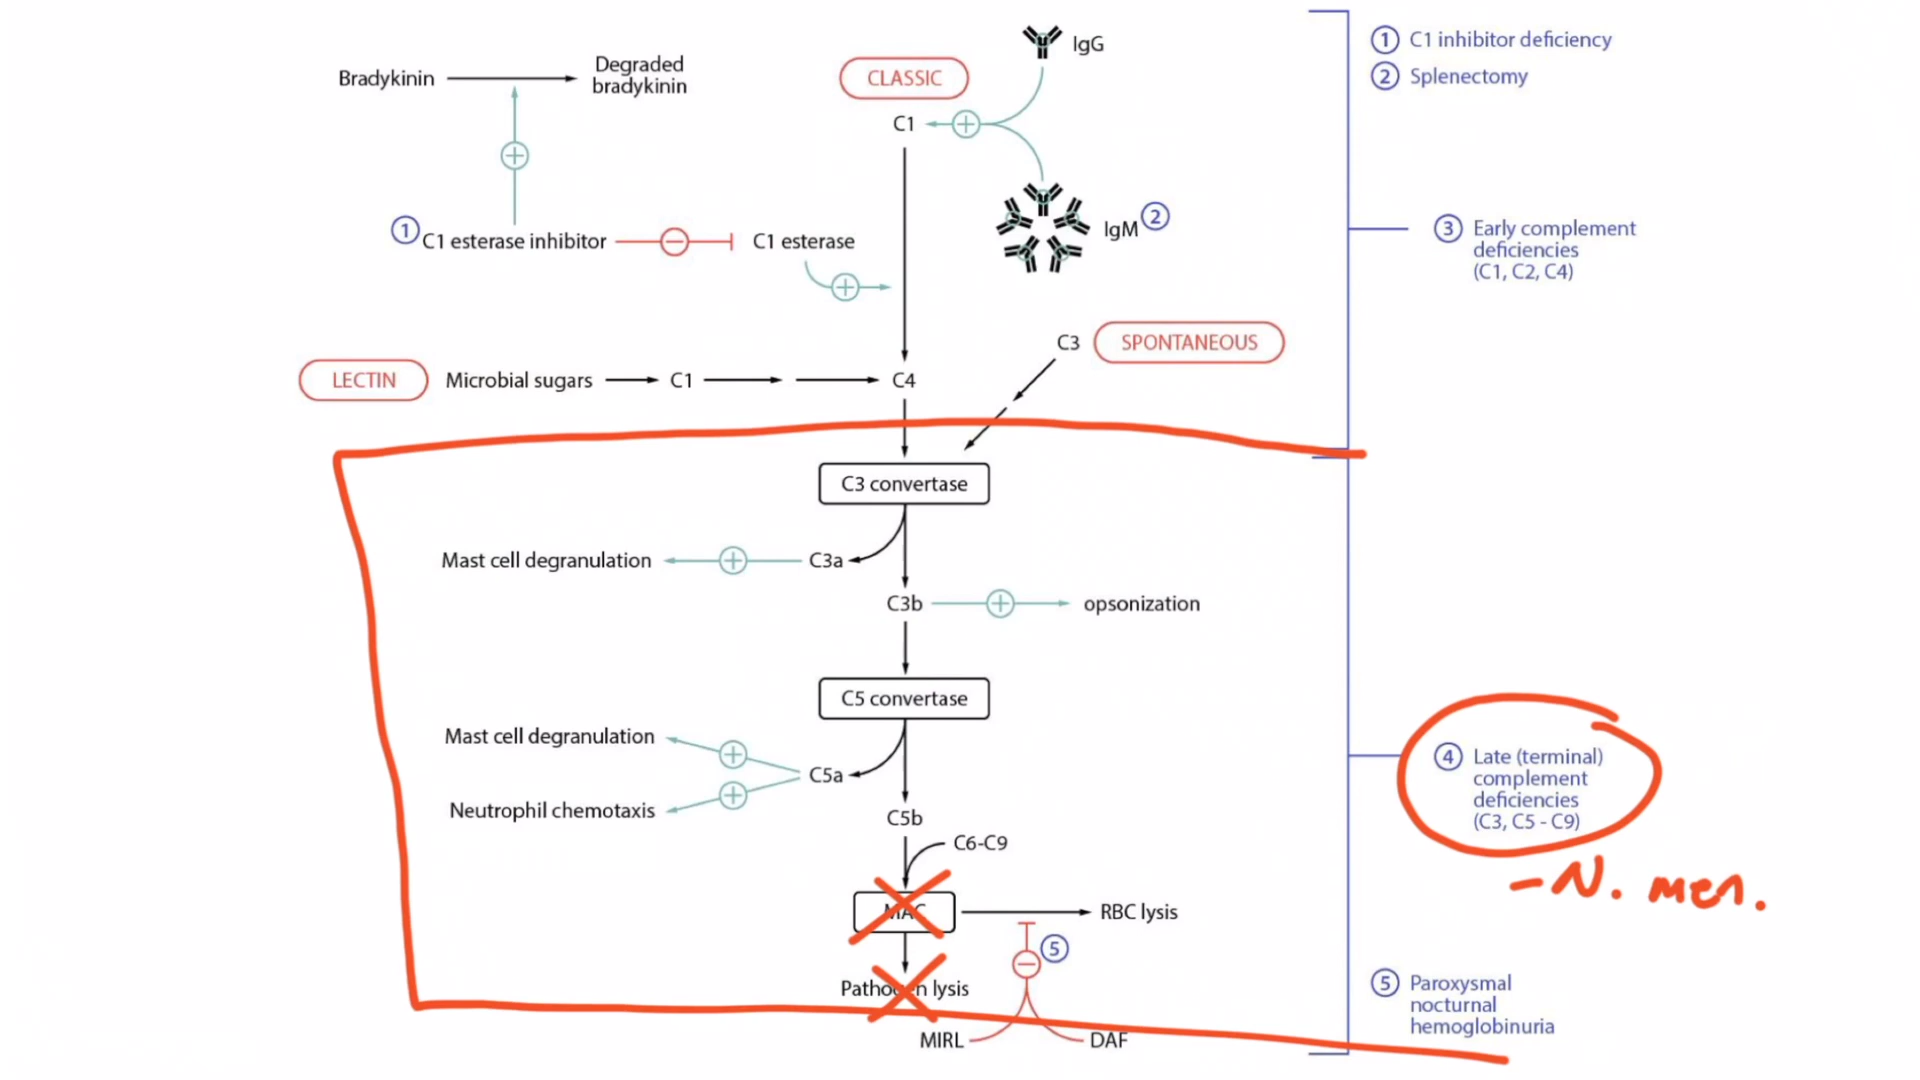 Bradykinin
Degraded
bradykinin
CLASSIC
IgG
C1
1 C1 inhibitor deficiency
2 Splenectomy
1 C1 esterase inhibitor
C1 esterase
IgM 2
3 Early complement
deficiencies
(C1, C2, C4)
C3 SPONTANEOUS
LECTIN Microbial sugars C1 C4
C3 convertase
Mast cell degranulation
C3a
C3b
opsonization
C5 convertase
Mast cell degranulation
C5a
Neutrophil chemotaxis
C5b
C6-C9
4 Late (terminal)
complement
deficiencies
(C3, C5 - C9)
- N. men.
MAC
RBC lysis
5
Pathogen lysis
MIRL
DAF
5 Paroxysmal
nocturnal
hemoglobinuria